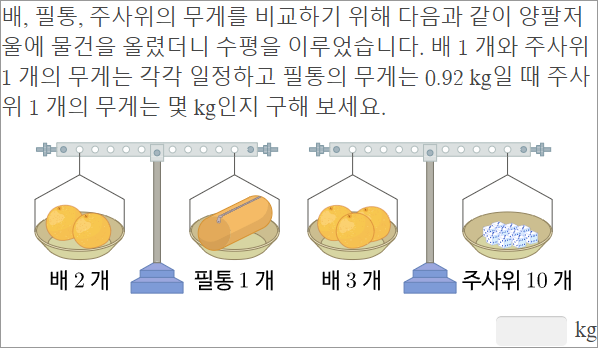 배, 필통, 주사위의 무게를 비교하기 위해 다음과 같이 양팔저
울에 물건을 올렸더니 수평을 이루었습니다. 배 1 개와 주사위
1 개의 무게는 각각 일정하고 필통의 무게는 0.92 kg일 때 주사
위 1 개의 무게는 몇 kg인지 구해 보세요.
배 2 개 필통 1 개 배 3 개 주사위 10 개
kg